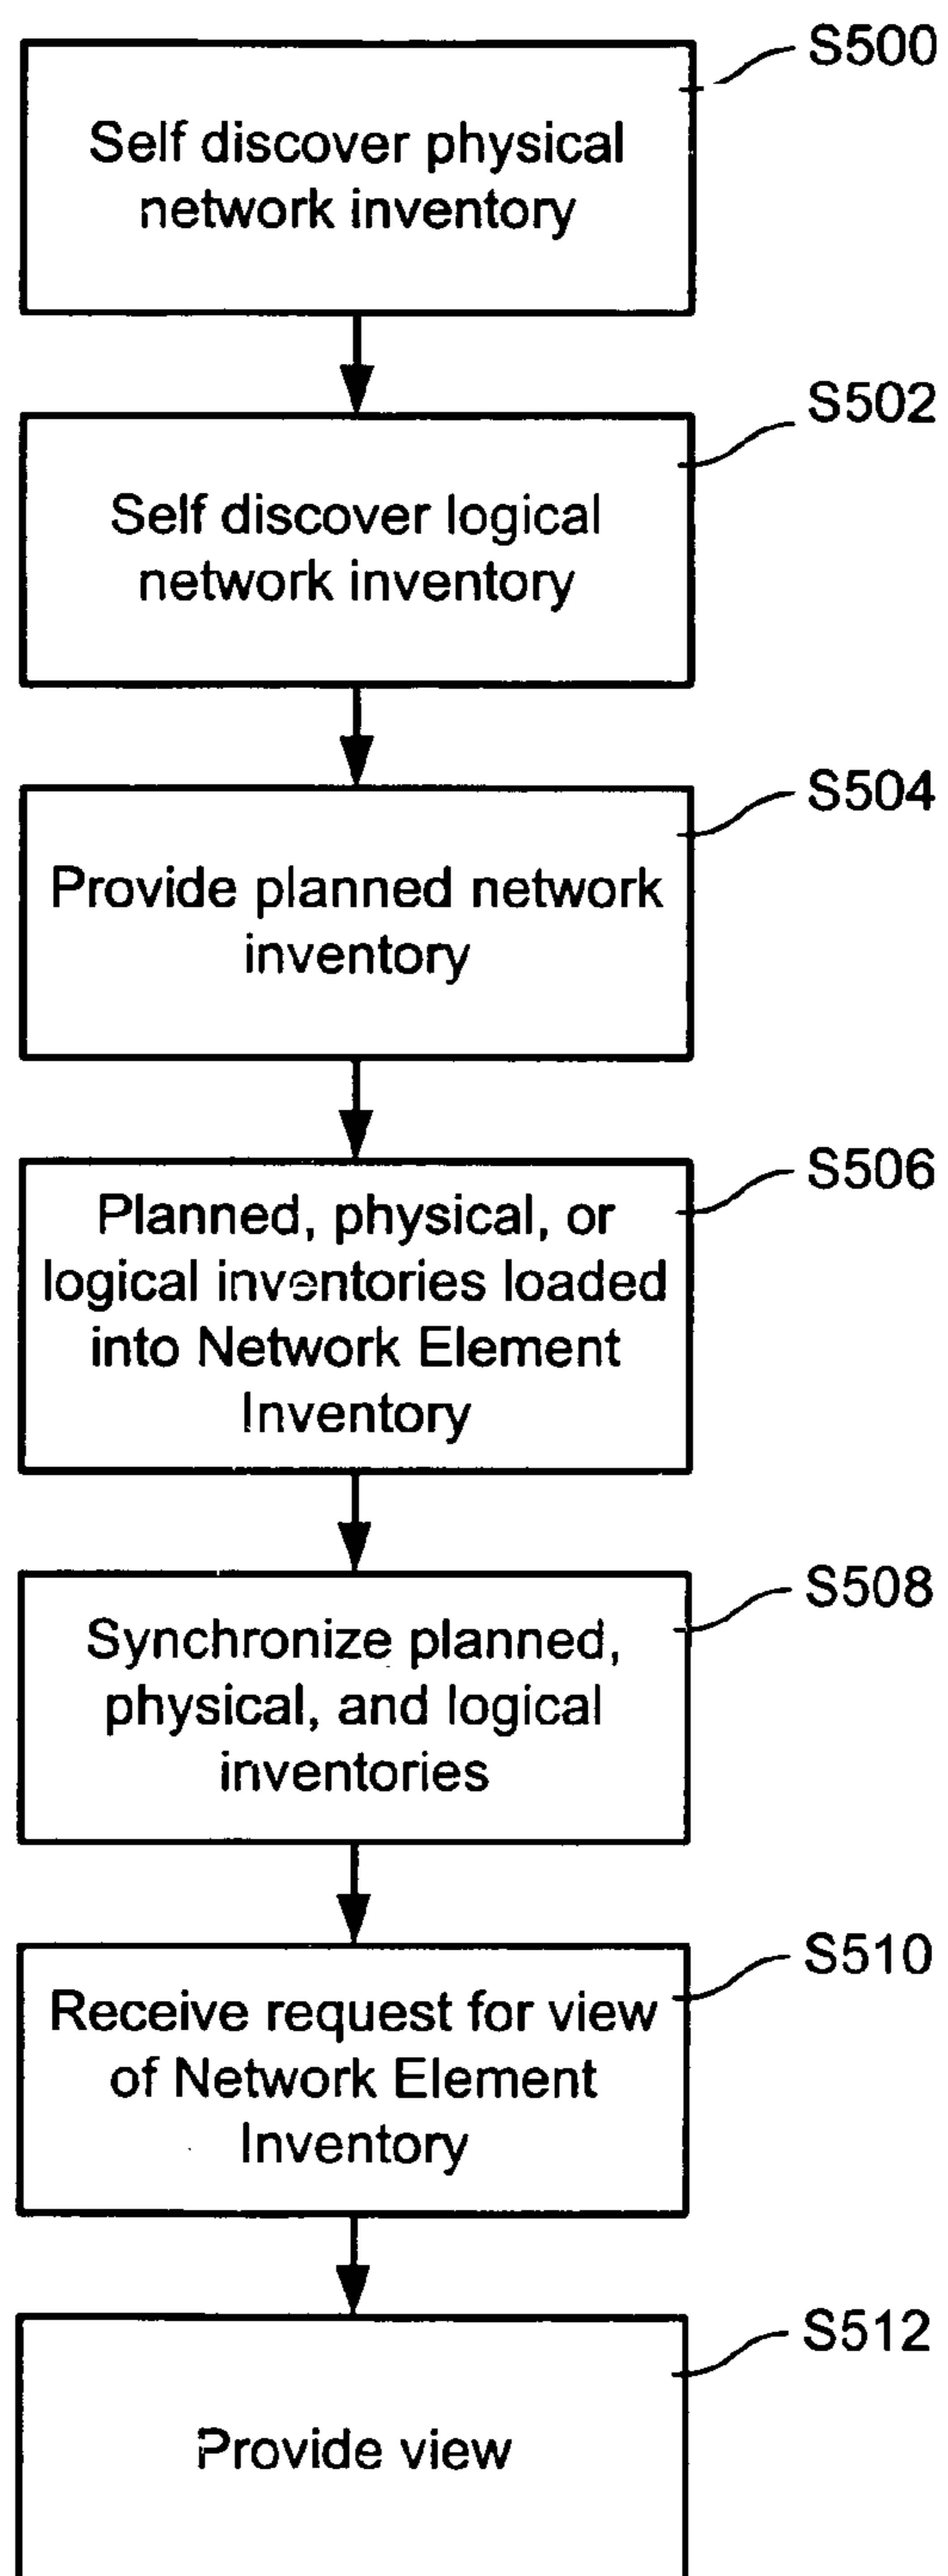 S500
Self discover physical
network inventory
S502
Self discover logical
network inventory
S504
Provide planned network
inventory
S506
Planned, physical, or
logical inventories loaded
into Network Element
Inventory
S508
Synchronize planned,
physical, and logical
inventories
S510
Receive request for view
of Network Element
Inventory
S512
Provide view